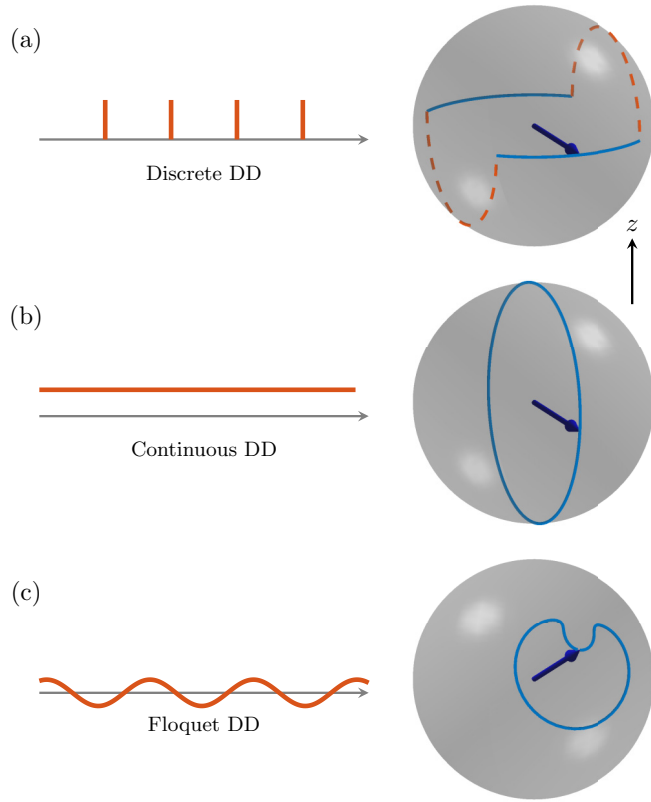 (a)
Discrete DD
z
(b)
Continuous DD
(c)
Floquet DD